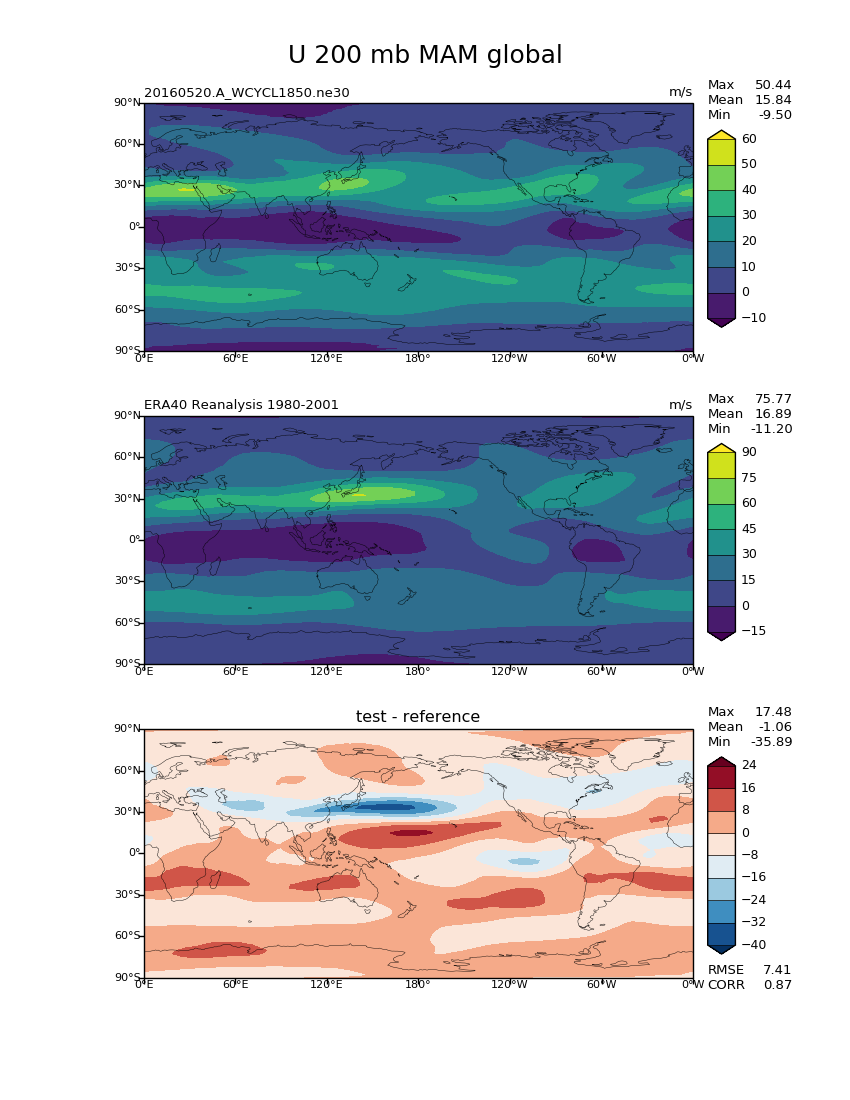 U 200 mb MAM global
20160520.A_WCYCL1850.ne30
m/s
Max 50.44
Mean 15.84
Min -9.50
90°N
60°N
30°N
0°
30°S
60°S
90°S
0°E 60°E 120°E 180° 120°W 60°W 0°W
60
50
40
30
20
10
0
−10
ERA40 Reanalysis 1980-2001
m/s
Max 75.77
Mean 16.89
Min -11.20
90°N
60°N
30°N
0°
30°S
60°S
90°S
0°E 60°E 120°E 180° 120°W 60°W 0°W
90
75
60
45
30
15
0
−15
test - reference
Max 17.48
Mean -1.06
Min -35.89
90°N
60°N
30°N
0°
30°S
60°S
90°S
0°E 60°E 120°E 180° 120°W 60°W 0°W
24
16
8
0
−8
−16
−24
−32
−40
RMSE 7.41
CORR 0.87